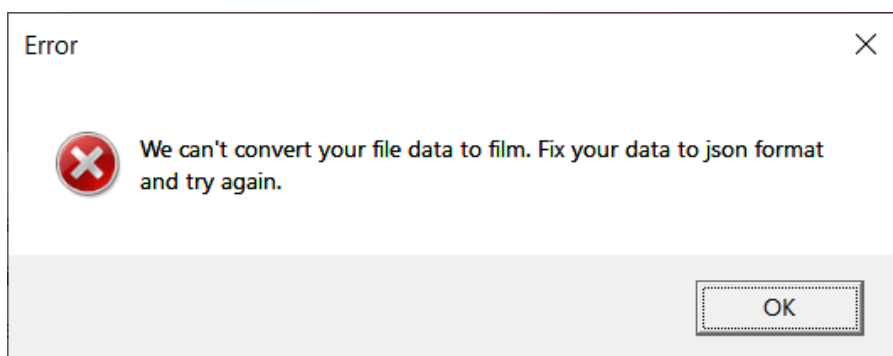 Error
We can't convert your file data to film. Fix your data to json format
and try again.
OK